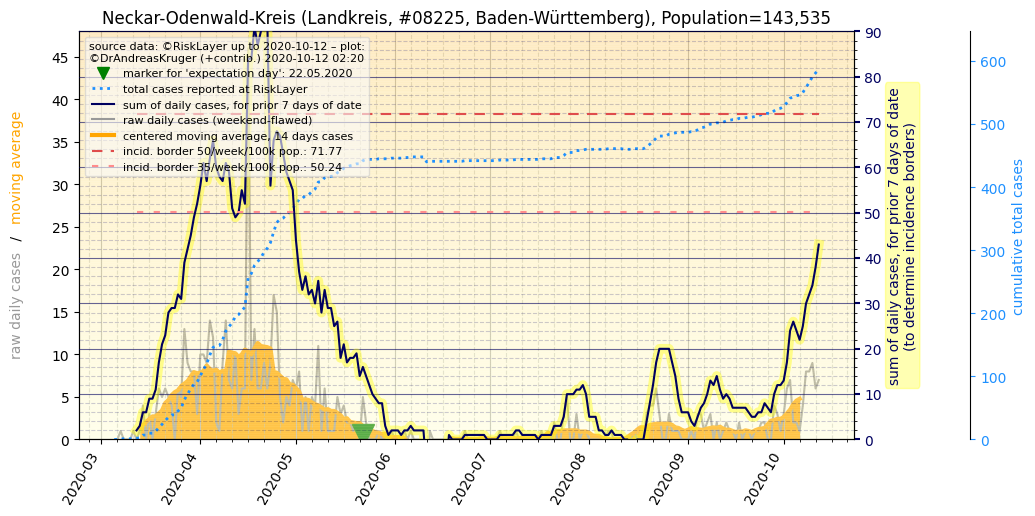 Neckar-Odenwald-Kreis (Landkreis, #08225, Baden-Württemberg), Population=143,535
source data: ©RiskLayer up to 2020-10-12 – plot:
©DrAndreasKruger (+contrib.) 2020-10-12 02:20
marker for 'expectation day': 22.05.2020
total cases reported at RiskLayer
sum of daily cases, for prior 7 days of date
raw daily cases (weekend-flawed)
centered moving average, 14 days cases
incid. border 50/week/100k pop.: 71.77
incid. border 35/week/100k pop.: 50.24
raw daily cases / moving average
0
5
10
15
20
25
30
35
40
45
2020-03
2020-04
2020-05
2020-06
2020-07
2020-08
2020-09
2020-10
0
10
20
30
40
50
60
70
80
90
sum of daily cases, for prior 7 days of date
(to determine incidence borders)
0
100
200
300
400
500
600
cumulative total cases